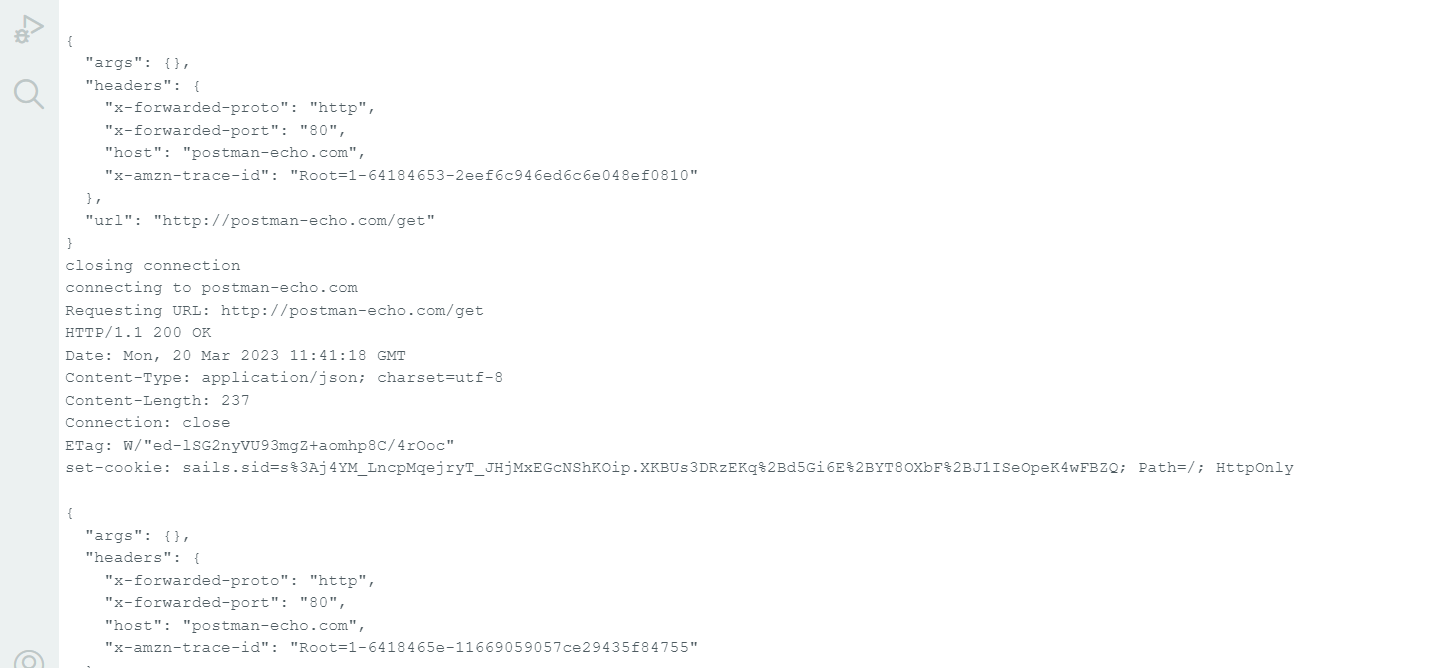 {
  "args": {},
  "headers": {
    "x-forwarded-proto": "http",
    "x-forwarded-port": "80",
    "host": "postman-echo.com",
    "x-amzn-trace-id": "Root=1-64184653-2eef6c946ed6c6e048ef0810"
  },
  "url": "http://postman-echo.com/get"
}
closing connection
connecting to postman-echo.com
Requesting URL: http://postman-echo.com/get
HTTP/1.1 200 OK
Date: Mon, 20 Mar 2023 11:41:18 GMT
Content-Type: application/json; charset=utf-8
Content-Length: 237
Connection: close
ETag: W/"ed-lSG2nyVU93mgZ+aomhp8C/4rOoc"
set-cookie: sails.sid=s%3Aj4YM_LncpMqejryT_JHjMxEGcNShKOip.XKBUs3DRzEKq%2Bd5Gi6E%2BYT8OXbF%2BJ1ISeOpeK4wFBZQ; Path=/; HttpOnly

{
  "args": {},
  "headers": {
    "x-forwarded-proto": "http",
    "x-forwarded-port": "80",
    "host": "postman-echo.com",
    "x-amzn-trace-id": "Root=1-6418465e-11669059057ce29435f84755"